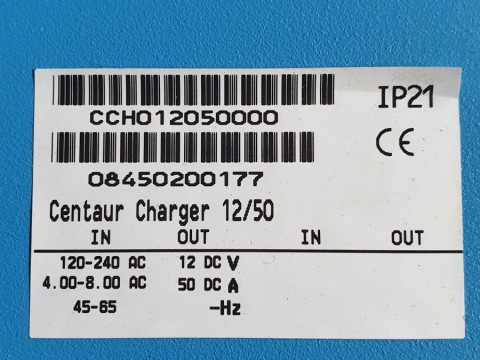 CCH012050000
IP21
CE
08450200177
Centaur Charger 12/50
IN OUT IN OUT
120-240 AC 12 DC V
4.00-8.00 AC 50 DC A
45-65 -Hz